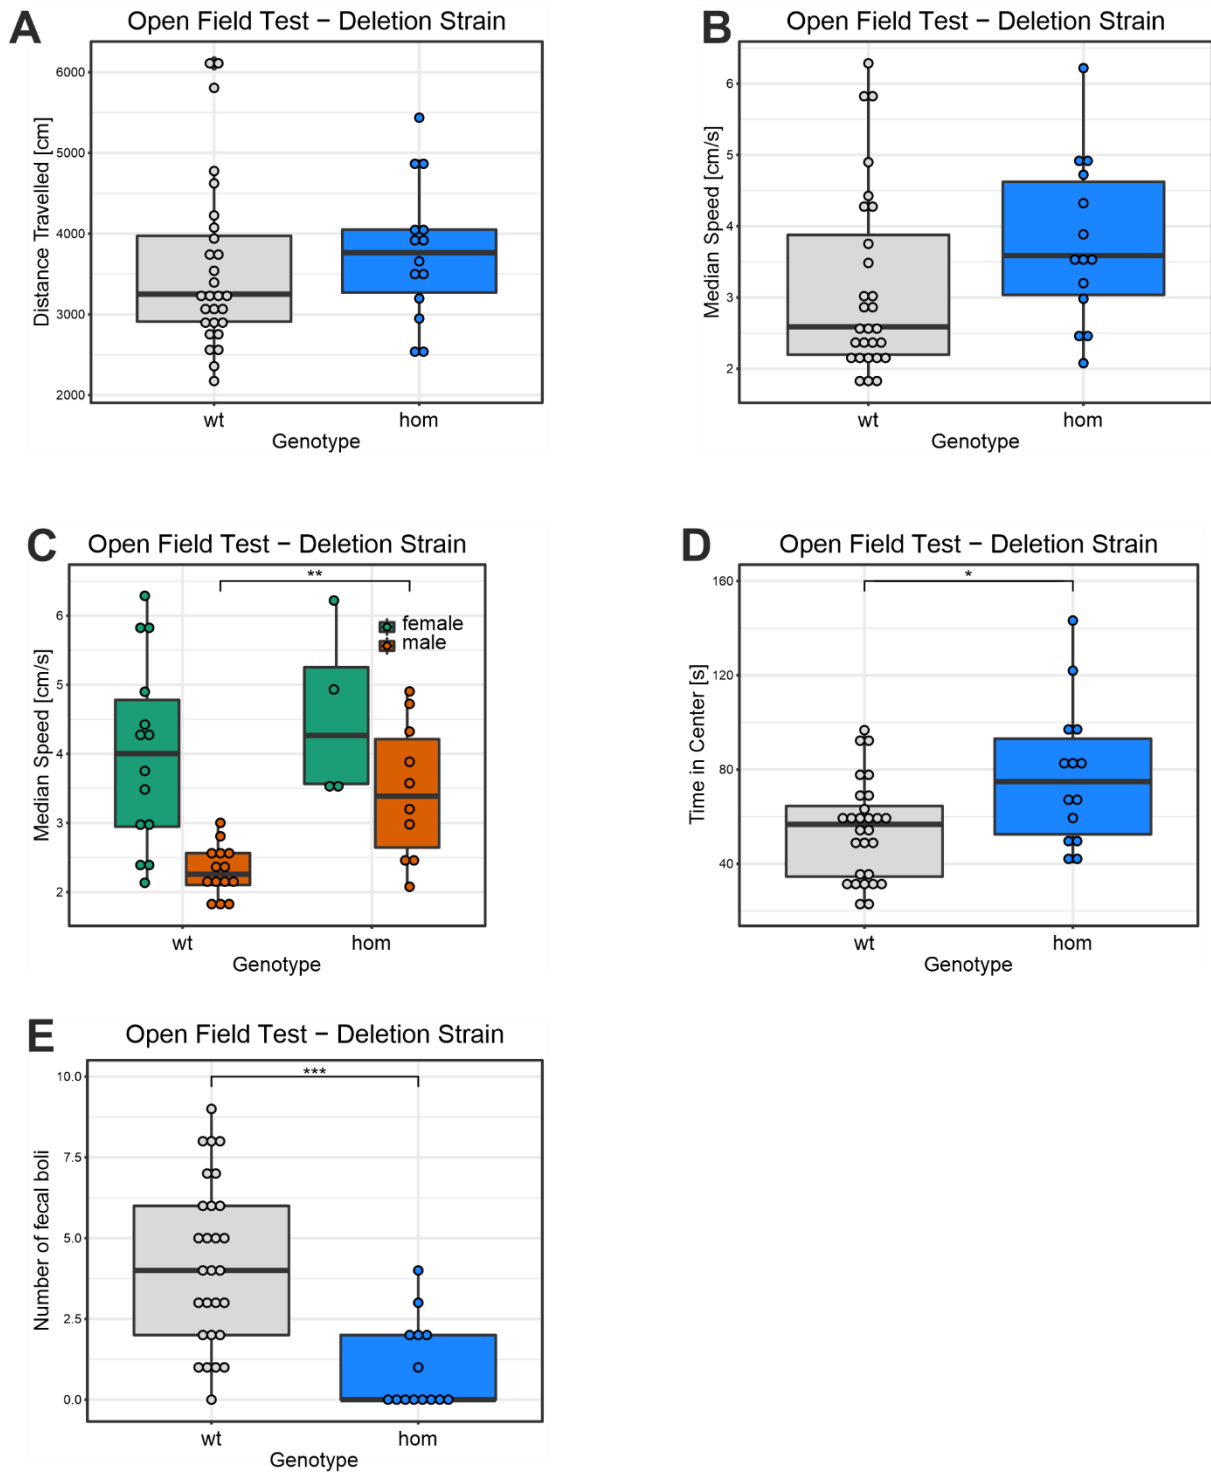 A
Open Field Test − Deletion Strain
Distance Travelled [cm]
6000
5000
4000
3000
2000
wt
hom
Genotype
B
Open Field Test − Deletion Strain
Median Speed [cm/s]
6
5
4
3
2
wt
hom
Genotype
C
Open Field Test − Deletion Strain
Median Speed [cm/s]
**
female
male
6
5
4
3
2
wt
hom
Genotype
D
Open Field Test − Deletion Strain
Time in Center [s]
*
160
120
80
40
wt
hom
Genotype
E
Open Field Test − Deletion Strain
Number of fecal boli
***
10.0
7.5
5.0
2.5
0.0
wt
hom
Genotype